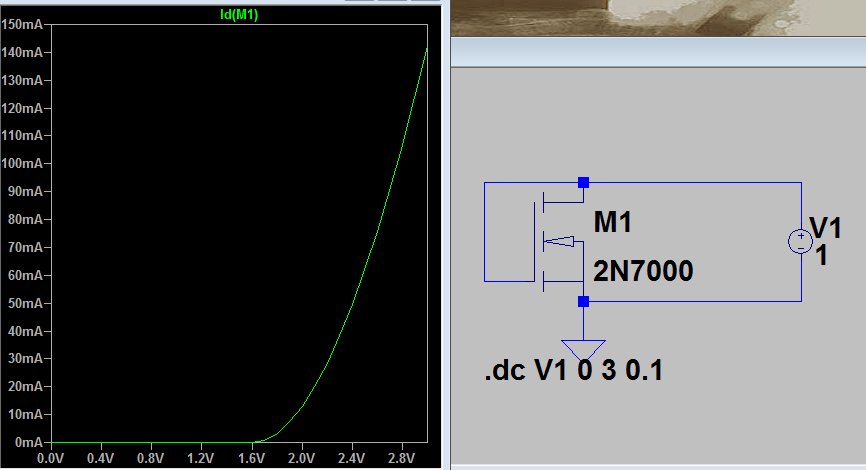 Id(M1)
150mA
140mA
130mA
120mA
110mA
100mA
90mA
80mA
70mA
60mA
50mA
40mA
30mA
20mA
10mA
0mA
0.0V 0.4V 0.8V 1.2V 1.6V 2.0V 2.4V 2.8V
M1
2N7000
V1
1
.dc V1 0 3 0.1